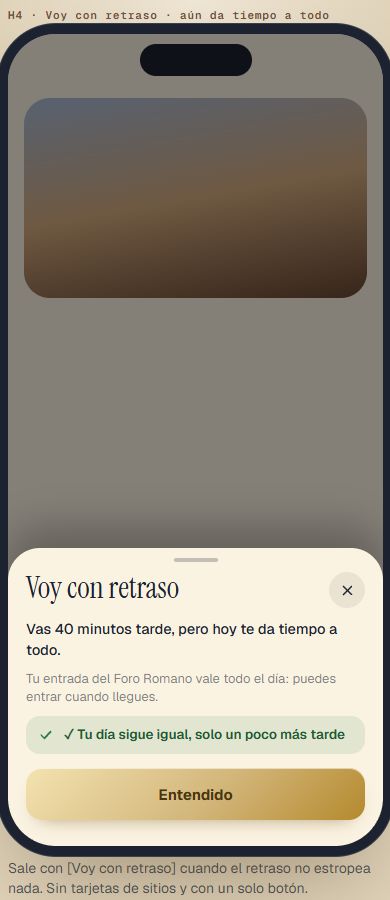 H4 · Voy con retraso · aún da tiempo a todo
Voy con retraso
Vas 40 minutos tarde, pero hoy te da tiempo a
todo.
Tu entrada del Foro Romano vale todo el día: puedes
entrar cuando llegues.
✓ ✓ Tu día sigue igual, solo un poco más tarde
Entendido
Sale con [Voy con retraso] cuando el retraso no estropea
nada. Sin tarjetas de sitios y con un solo botón.